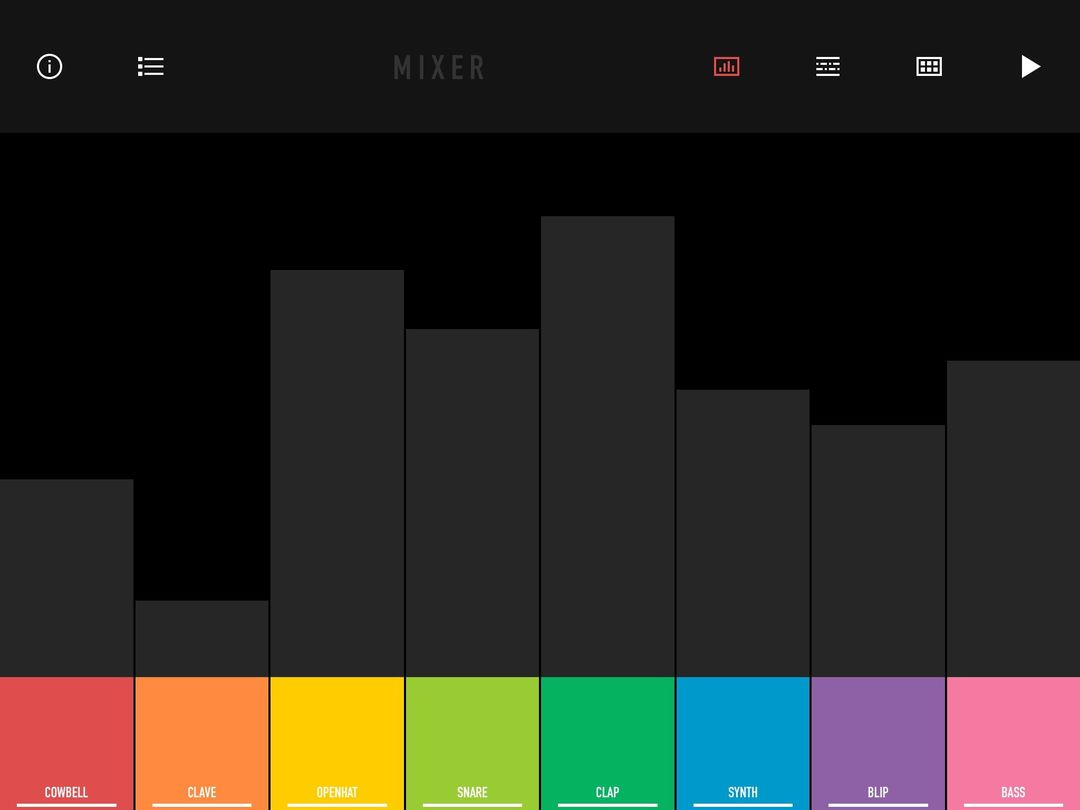 MIXER
COWBELL
CLAVE
OPENHAT
SNARE
CLAP
SYNTH
BLIP
BASS